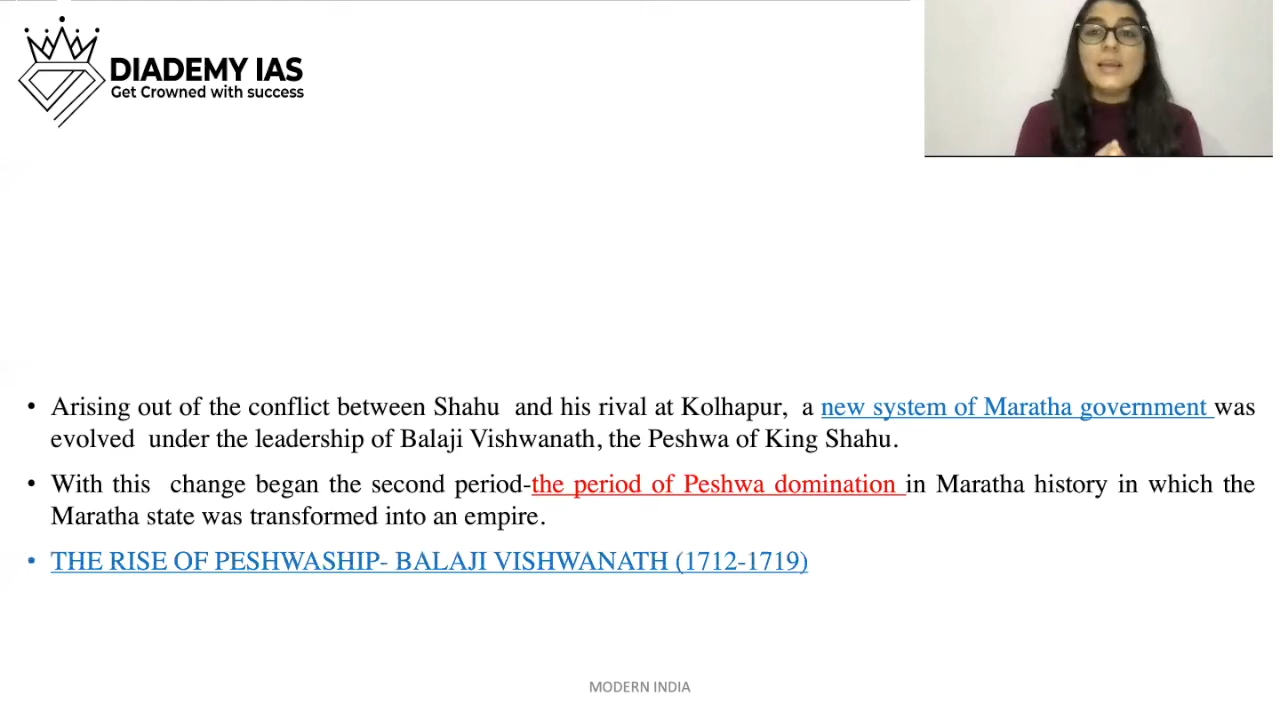 DIADEMY IAS
Get Crowned with success
• Arising out of the conflict between Shahu and his rival at Kolhapur, a new system of Maratha government was
evolved under the leadership of Balaji Vishwanath, the Peshwa of King Shahu.
• With this change began the second period-the period of Peshwa domination in Maratha history in which the
Maratha state was transformed into an empire.
• THE RISE OF PESHWASHIP- BALAJI VISHWANATH (1712-1719)
MODERN INDIA